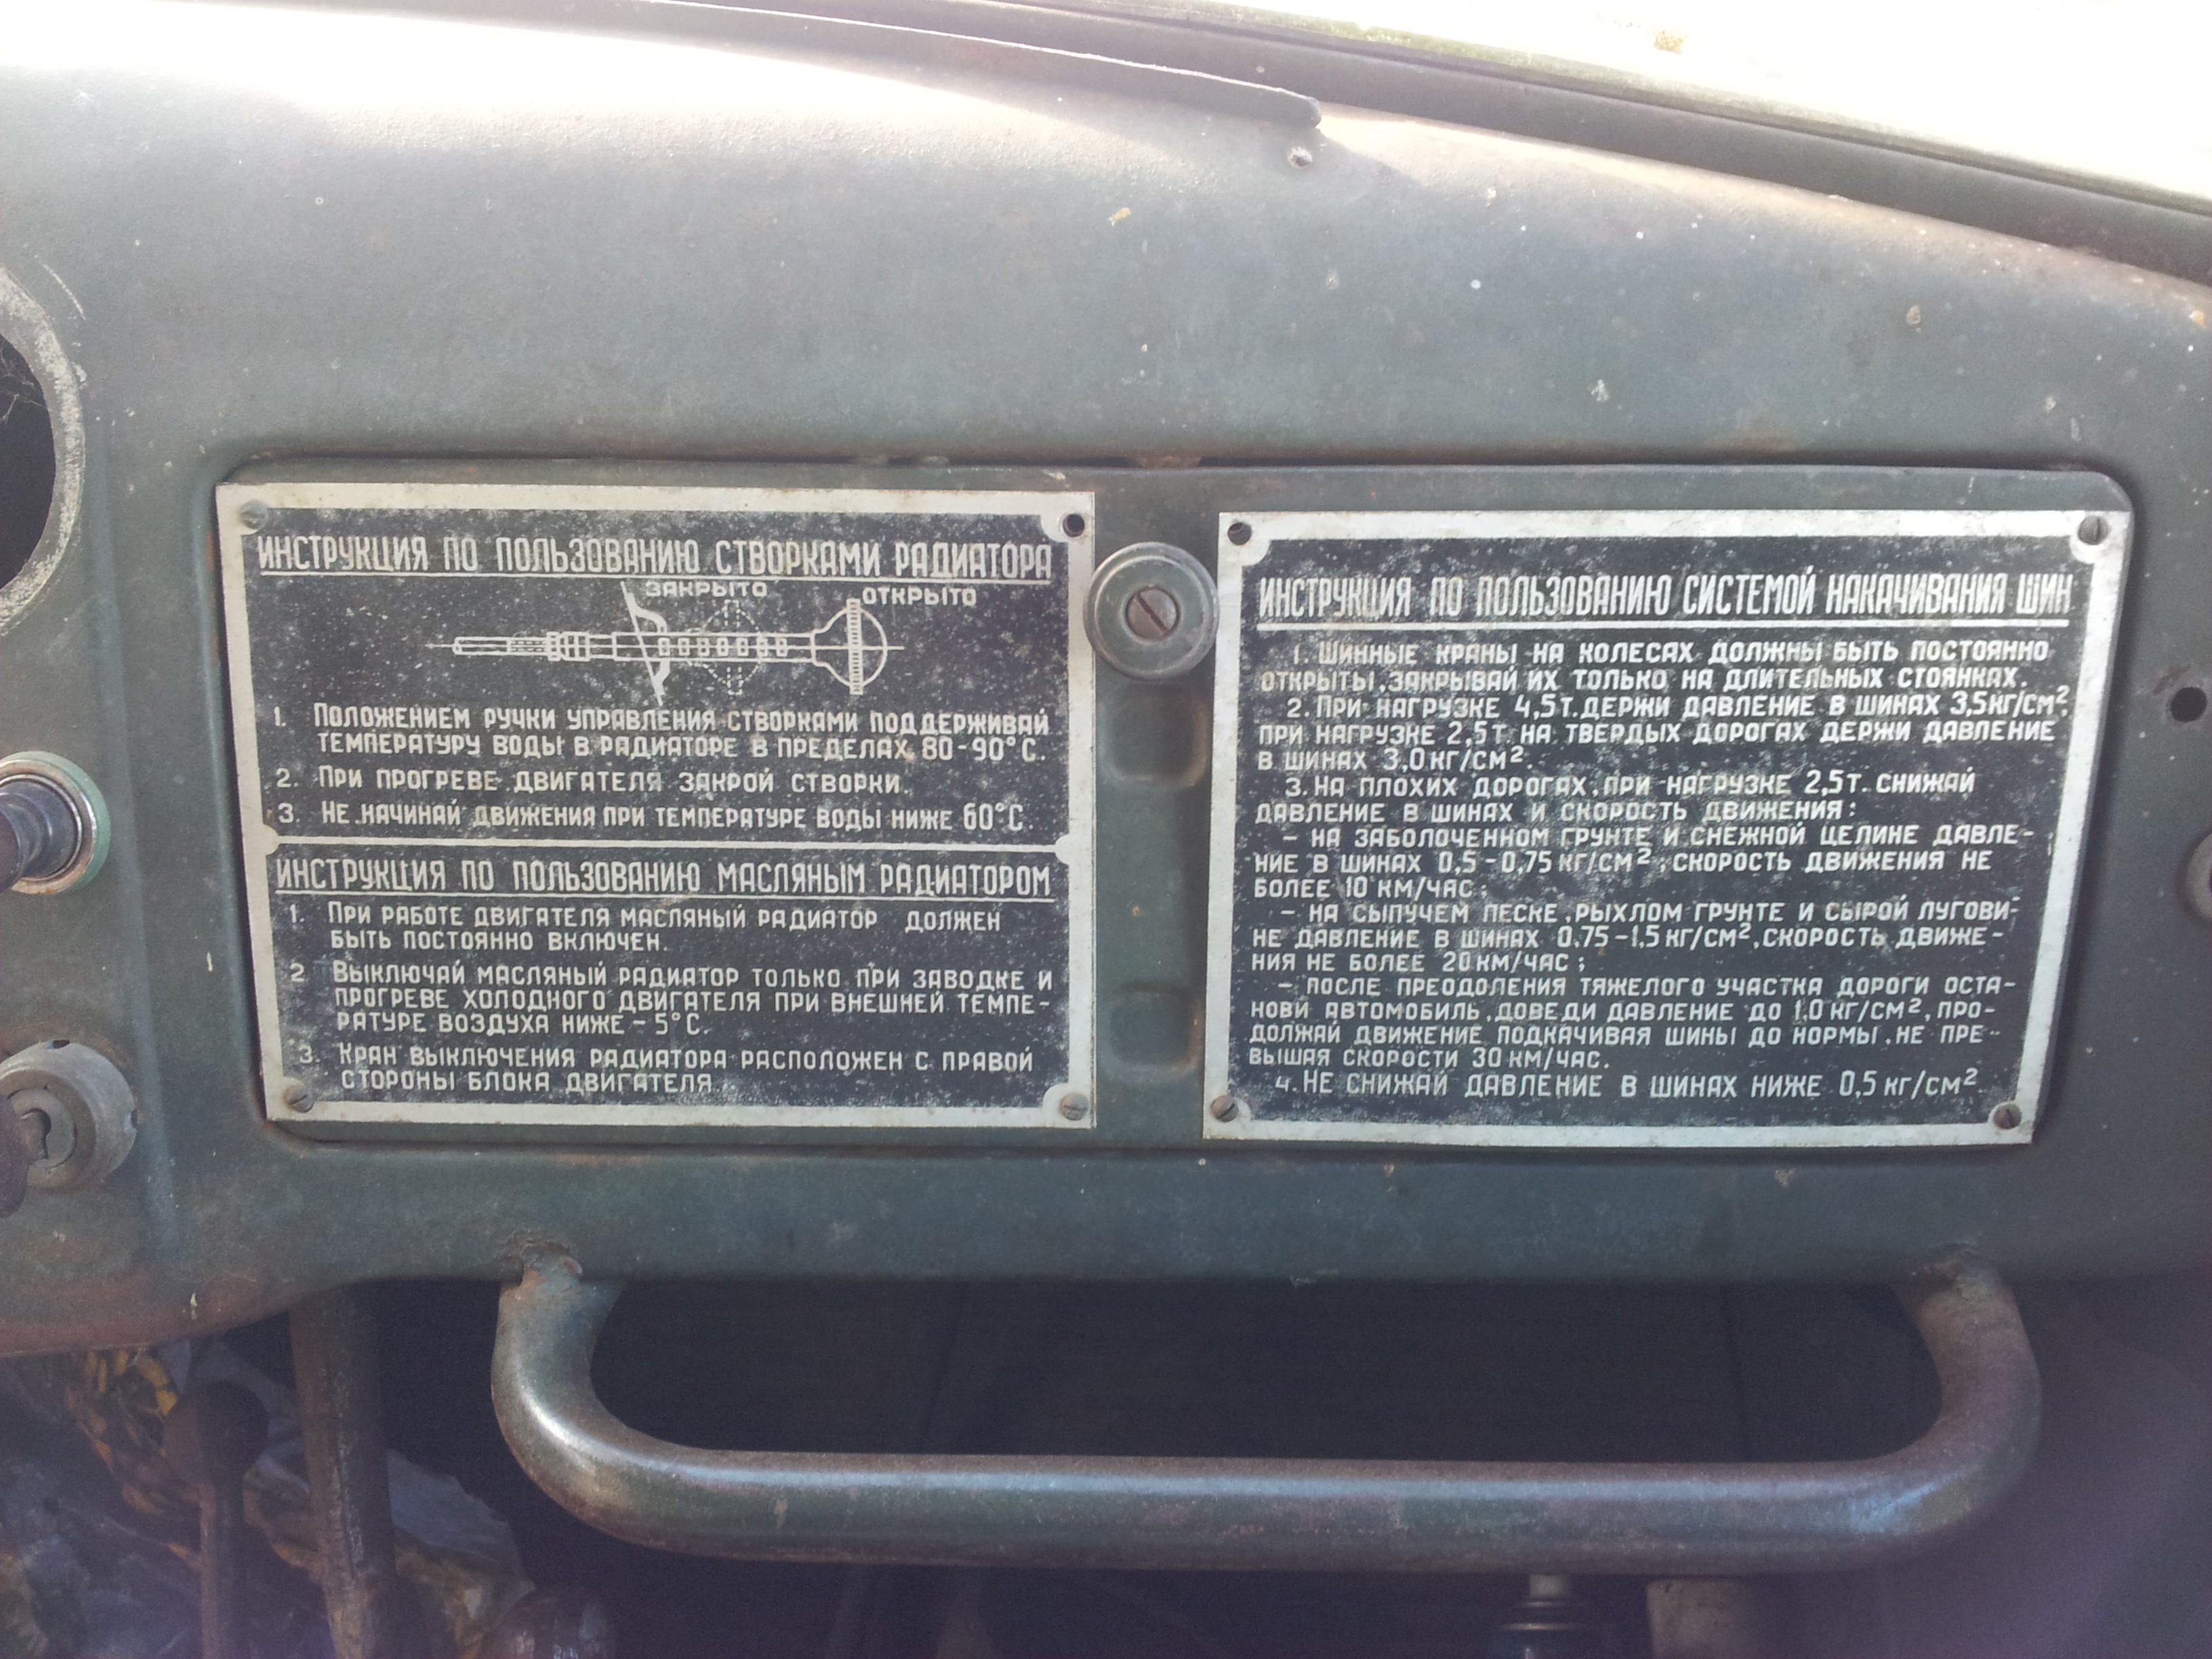 ИНСТРУКЦИЯ ПО ПОЛЬЗОВАНИЮ СТВОРКАМИ РАДИАТОРА
ЗАКРЫТО
ОТКРЫТО
1. ПОЛОЖЕНИЕМ РУЧКИ УПРАВЛЕНИЯ СТВОРКАМИ ПОДДЕРЖИВАЙ
ТЕМПЕРАТУРУ ВОДЫ В РАДИАТОРЕ В ПРЕДЕЛАХ 80-90°С.
2. ПРИ ПРОГРЕВЕ ДВИГАТЕЛЯ ЗАКРОЙ СТВОРКИ.
3. НЕ НАЧИНАЙ ДВИЖЕНИЯ ПРИ ТЕМПЕРАТУРЕ ВОДЫ НИЖЕ 60°С.
ИНСТРУКЦИЯ ПО ПОЛЬЗОВАНИЮ МАСЛЯНЫМ РАДИАТОРОМ
1. ПРИ РАБОТЕ ДВИГАТЕЛЯ МАСЛЯНЫЙ РАДИАТОР ДОЛЖЕН
БЫТЬ ПОСТОЯННО ВКЛЮЧЕН.
2 ВЫКЛЮЧАЙ МАСЛЯНЫЙ РАДИАТОР ТОЛЬКО ПРИ ЗАВОДКЕ И
ПРОГРЕВЕ ХОЛОДНОГО ДВИГАТЕЛЯ ПРИ ВНЕШНЕЙ ТЕМПЕ-
РАТУРЕ ВОЗДУХА НИЖЕ -5°С.
3. КРАН ВЫКЛЮЧЕНИЯ РАДИАТОРА РАСПОЛОЖЕН С ПРАВОЙ
СТОРОНЫ БЛОКА ДВИГАТЕЛЯ
ИНСТРУКЦИЯ ПО ПОЛЬЗОВАНИЮ СИСТЕМОЙ НАКАЧИВАНИЯ ШИН
1. ШИННЫЕ КРАНЫ НА КОЛЕСАХ ДОЛЖНЫ БЫТЬ ПОСТОЯННО
ОТКРЫТЫ, ЗАКРЫВАЙ ИХ ТОЛЬКО НА ДЛИТЕЛЬНЫХ СТОЯНКАХ.
2. ПРИ НАГРУЗКЕ 4,5Т. ДЕРЖИ ДАВЛЕНИЕ В ШИНАХ 3,5КГ/СМ²,
ПРИ НАГРУЗКЕ 2,5Т НА ТВЕРДЫХ ДОРОГАХ ДЕРЖИ ДАВЛЕНИЕ
В ШИНАХ 3,0 КГ/СМ².
3. НА ПЛОХИХ ДОРОГАХ, ПРИ НАГРУЗКЕ 2,5Т. СНИЖАЙ
ДАВЛЕНИЕ В ШИНАХ И СКОРОСТЬ ДВИЖЕНИЯ:
- НА ЗАБОЛОЧЕННОМ ГРУНТЕ И СНЕЖНОЙ ЦЕЛИНЕ ДАВЛЕ-
НИЕ В ШИНАХ 0,5-0,75 КГ/СМ², СКОРОСТЬ ДВИЖЕНИЯ НЕ
БОЛЕЕ 10 КМ/ЧАС;
- НА СЫПУЧЕМ ПЕСКЕ, РЫХЛОМ ГРУНТЕ И СЫРОЙ ЛУГОВИ-
НЕ ДАВЛЕНИЕ В ШИНАХ 0,75-1,5 КГ/СМ², СКОРОСТЬ ДВИЖЕ-
НИЯ НЕ БОЛЕЕ 20 КМ/ЧАС;
- ПОСЛЕ ПРЕОДОЛЕНИЯ ТЯЖЕЛОГО УЧАСТКА ДОРОГИ ОСТА-
НОВИ АВТОМОБИЛЬ, ДОВЕДИ ДАВЛЕНИЕ ДО 1,0 КГ/СМ², ПРО-
ДОЛЖАЙ ДВИЖЕНИЕ ПОДКАЧИВАЯ ШИНЫ ДО НОРМЫ, НЕ ПРЕ-
ВЫШАЯ СКОРОСТИ 30 КМ/ЧАС.
4. НЕ СНИЖАЙ ДАВЛЕНИЕ В ШИНАХ НИЖЕ 0,5 КГ/СМ²